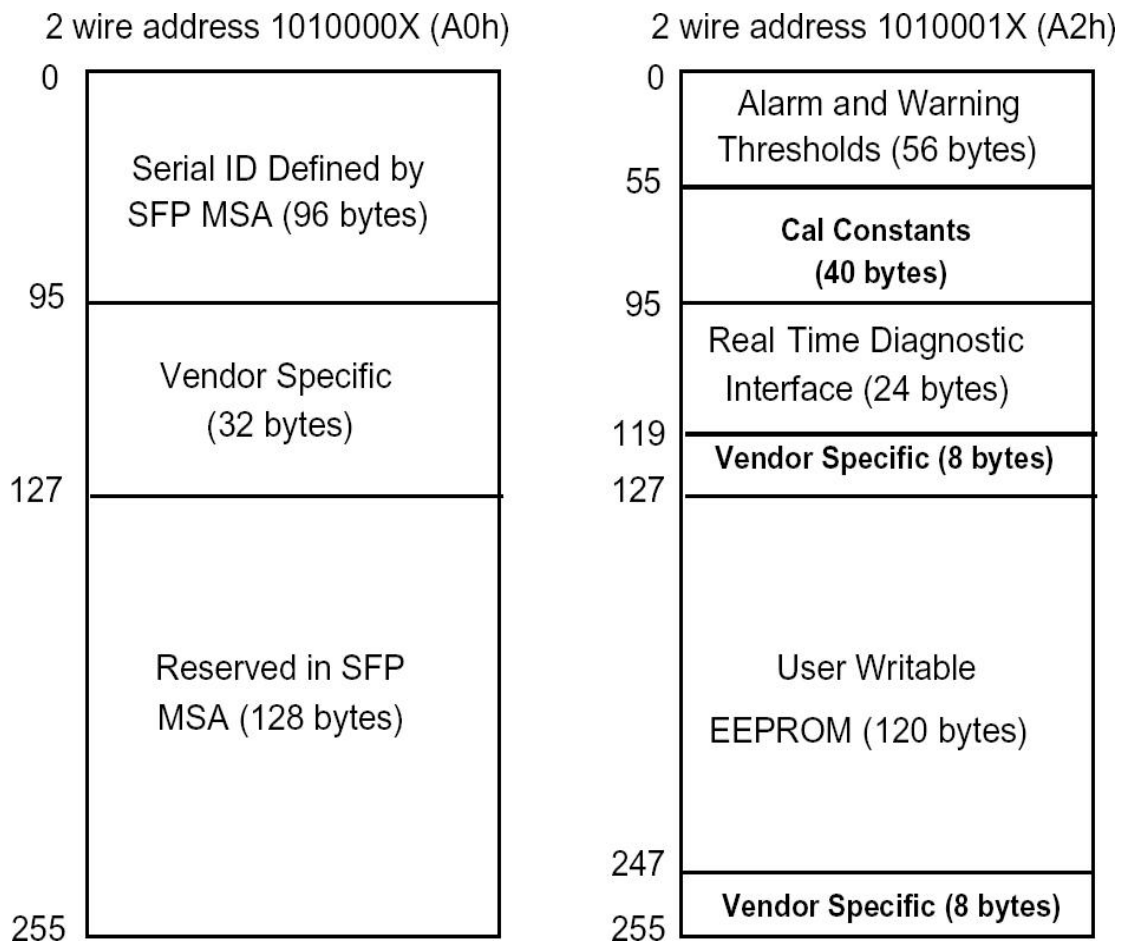 2 wire address 1010000X (A0h)
0
Serial ID Defined by
SFP MSA (96 bytes)
95
Vendor Specific
(32 bytes)
127
Reserved in SFP
MSA (128 bytes)
255
2 wire address 1010001X (A2h)
0
Alarm and Warning
Thresholds (56 bytes)
55
Cal Constants
(40 bytes)
95
Real Time Diagnostic
Interface (24 bytes)
119
Vendor Specific (8 bytes)
127
User Writable
EEPROM (120 bytes)
247
Vendor Specific (8 bytes)
255